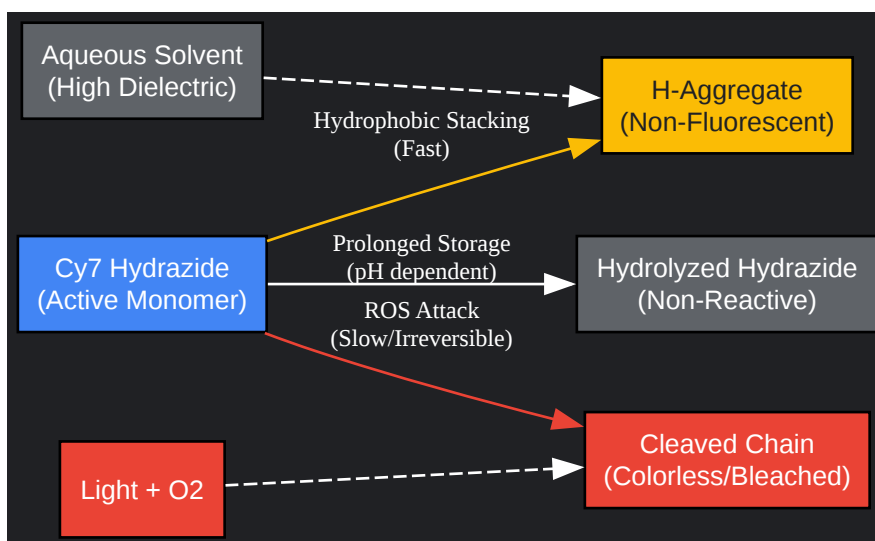 Aqueous Solvent
(High Dielectric)
H-Aggregate
(Non-Fluorescent)
Hydrophobic Stacking
(Fast)
Cy7 Hydrazide
(Active Monomer)
Prolonged Storage
(pH dependent)
Hydrolyzed Hydrazide
(Non-Reactive)
ROS Attack
(Slow/Irreversible)
Cleaved Chain
(Colorless/Bleached)
Light + O2